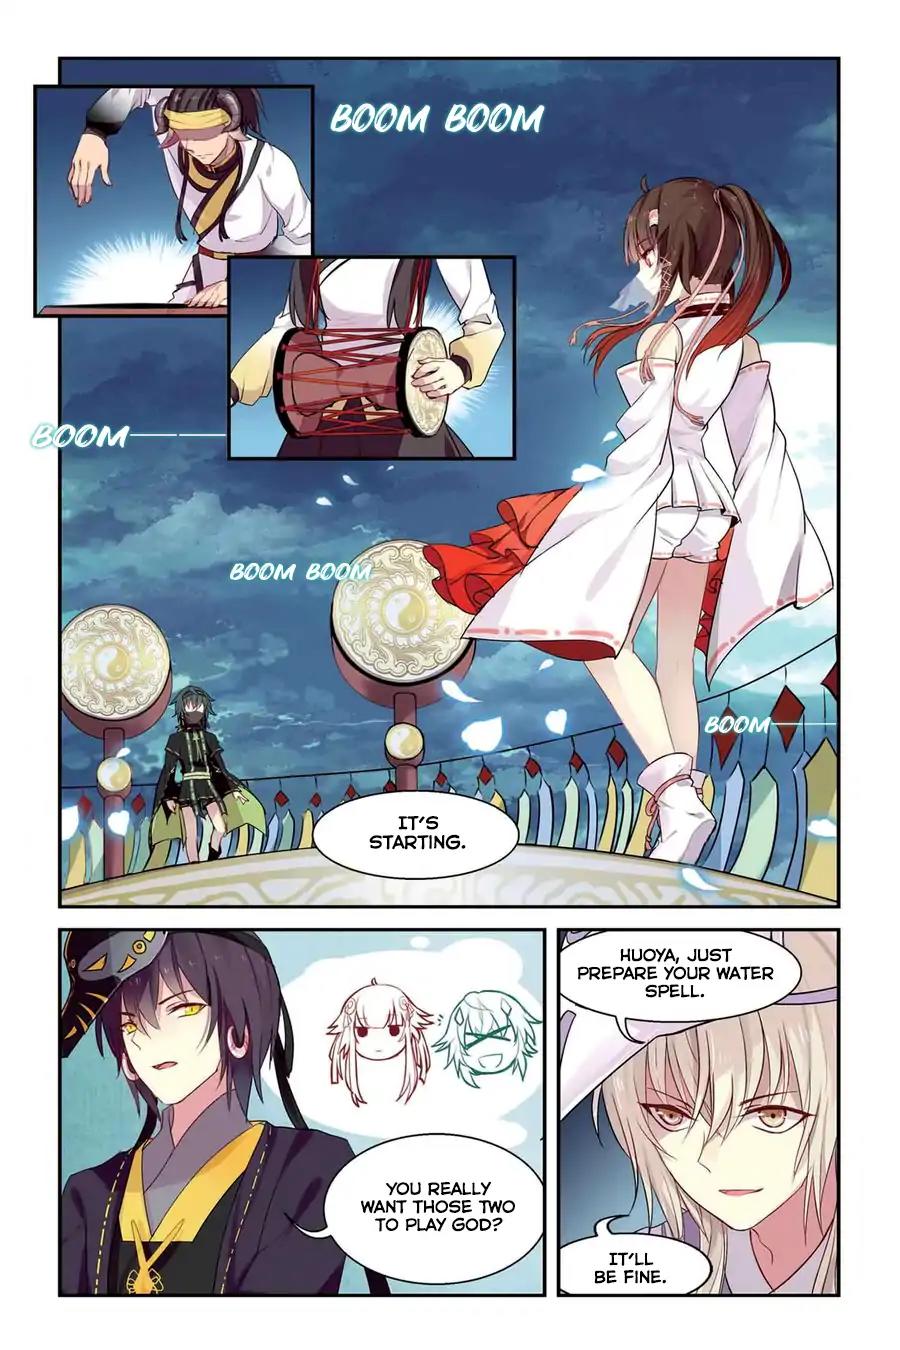 BOOM BOOM
BOOM
BOOM BOOM
BOOM
IT'S
STARTING.
YOU REALLY
WANT THOSE TWO
TO PLAY GOD?
HUOYA, JUST
PREPARE YOUR WATER
SPELL.
IT'LL
BE FINE.